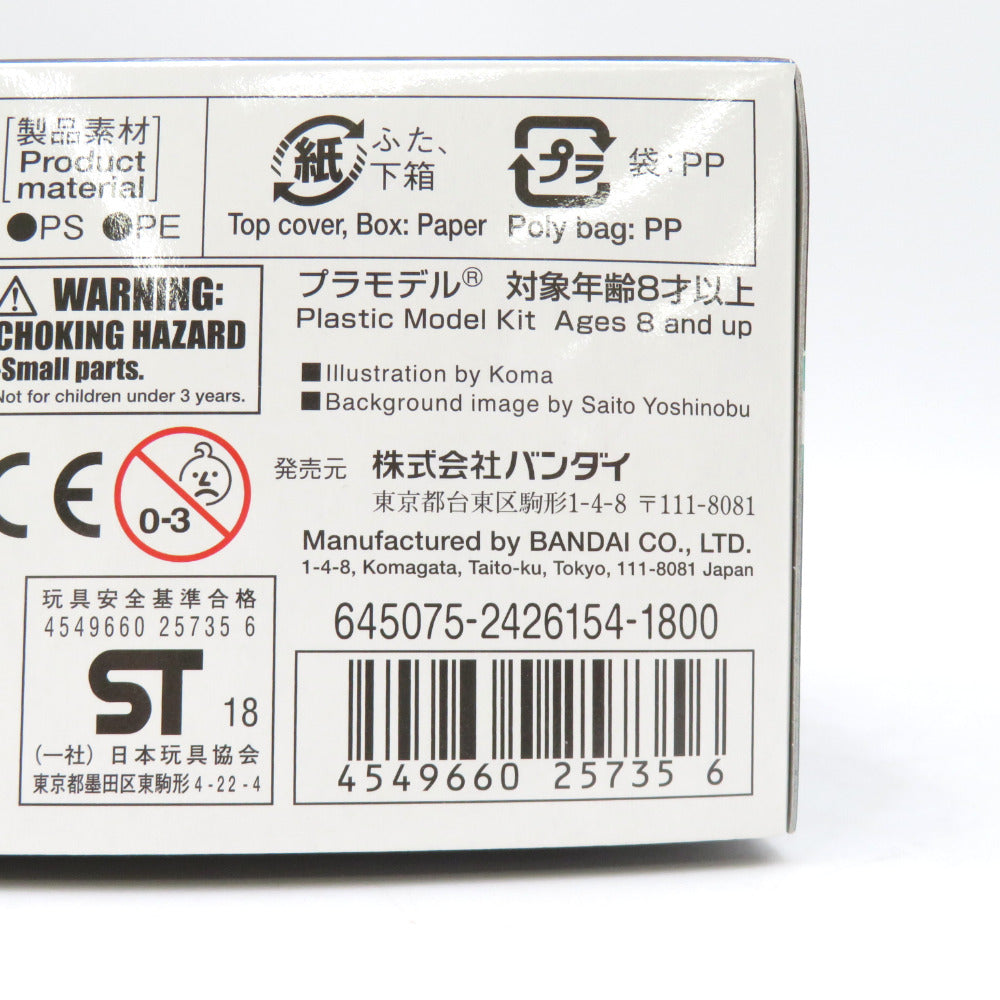 [製品素材]
Product
material
●PS ●PE
紙
ふた、
下箱
Top cover, Box: Paper
プラ
袋:PP
Poly bag: PP
WARNING:
CHOKING HAZARD
-Small parts.
Not for children under 3 years.
プラモデル® 対象年齢8才以上
Plastic Model Kit Ages 8 and up
■Illustration by Koma
■Background image by Saito Yoshinobu
CE
0-3
発売元 株式会社バンダイ
東京都台東区駒形1-4-8 〒111-8081
Manufactured by BANDAI CO., LTD.
1-4-8, Komagata, Taito-ku, Tokyo, 111-8081 Japan
玩具安全基準合格
4549660 25735 6
ST 18
(一社)日本玩具協会
東京都墨田区東駒形4-22-4
645075-2426154-1800
4549660 257356